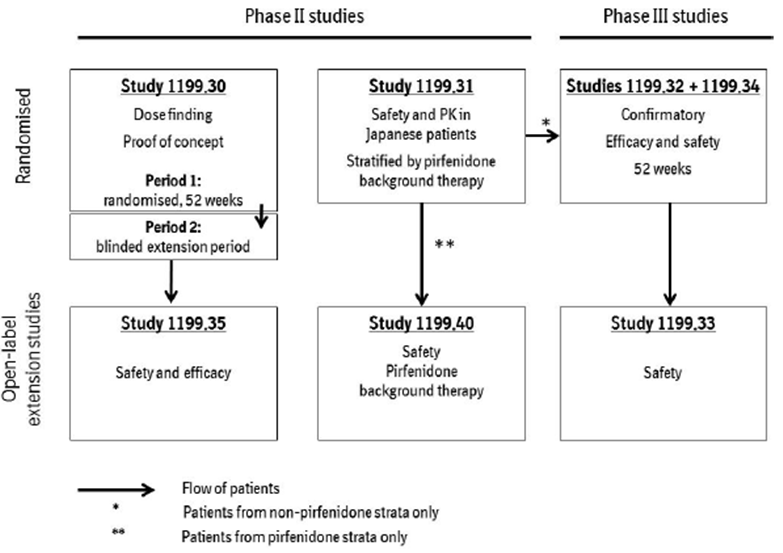 Phase II studies
Phase III studies
Randomised
Study 1199.30
Dose finding
Proof of concept
Period 1:
randomised, 52 weeks
Period 2:
blinded extension period
Study 1199.31
Safety and PK in
Japanese patients
Stratified by pirfenidone
background therapy
*
**
Studies 1199.32 + 1199.34
Confirmatory
Efficacy and safety
52 weeks
Open-label
extension studies
Study 1199.35
Safety and efficacy
Study 1199.40
Safety
Pirfenidone
background therapy
Study 1199.33
Safety
Flow of patients
* Patients from non-pirfenidone strata only
** Patients from pirfenidone strata only